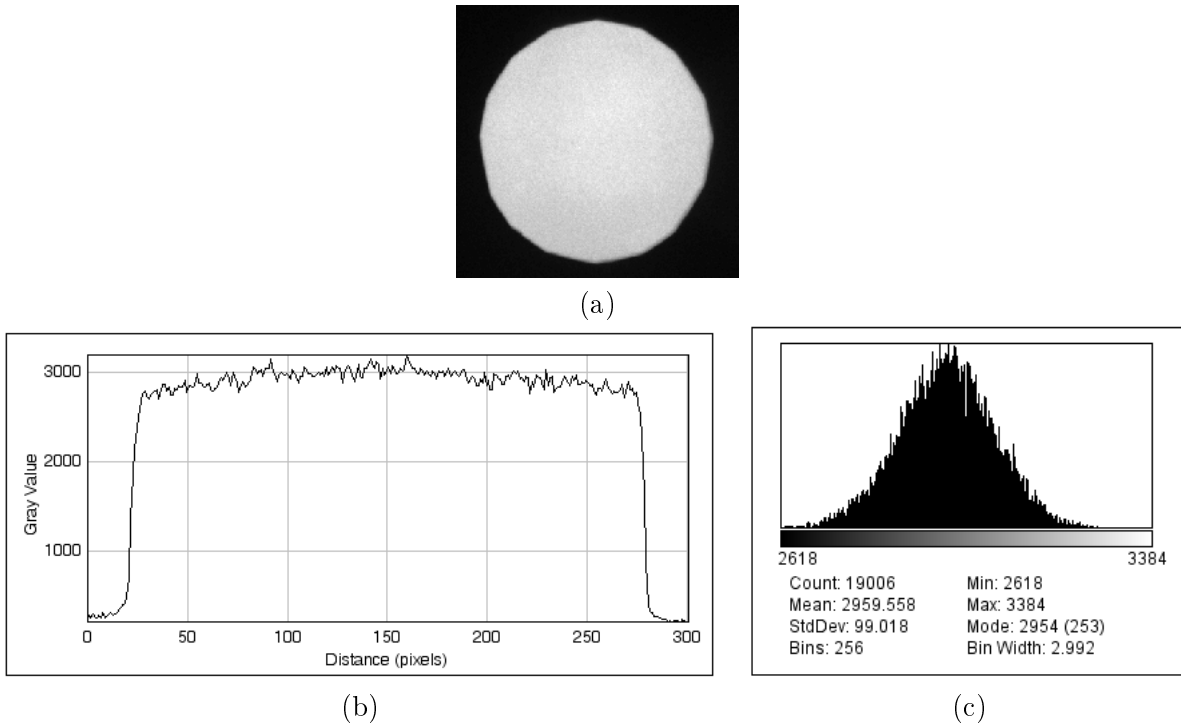 (a)
3000
2000
1000
Gray Value
0 50 100 150 200 250 300
Distance (pixels)
(b)
2618 3384
Count: 19006 Min: 2618
Mean: 2959.558 Max: 3384
StdDev: 99.018 Mode: 2954 (253)
Bins: 256 Bin Width: 2.992
(c)